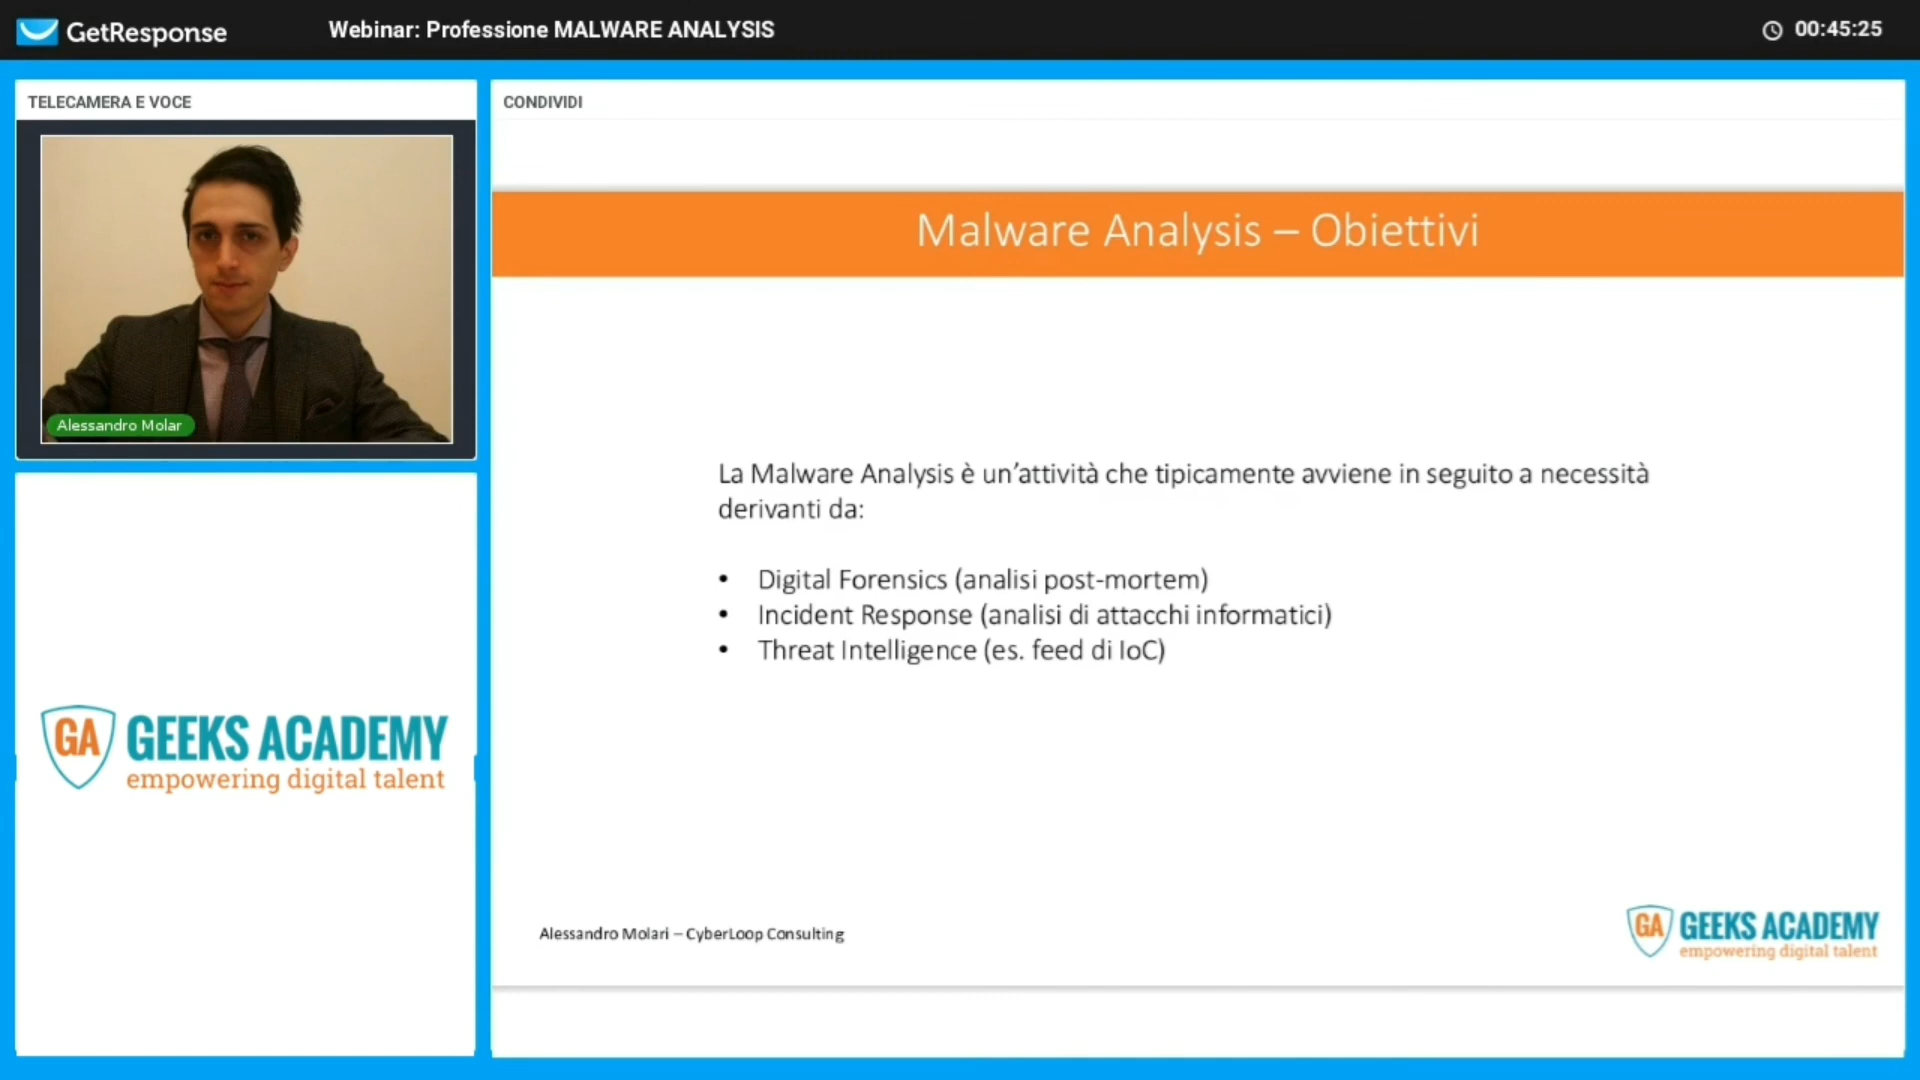 GetResponse
Webinar: Professione MALWARE ANALYSIS
00:45:25
TELECAMERA E VOCE
Alessandro Molar
GA GEEKS ACADEMY
empowering digital talent
CONDIVIDI
Malware Analysis – Obiettivi
La Malware Analysis è un’attività che tipicamente avviene in seguito a necessità
derivanti da:
• Digital Forensics (analisi post-mortem)
• Incident Response (analisi di attacchi informatici)
• Threat Intelligence (es. feed di IoC)
Alessandro Molari – CyberLoop Consulting
GA GEEKS ACADEMY
empowering digital talent